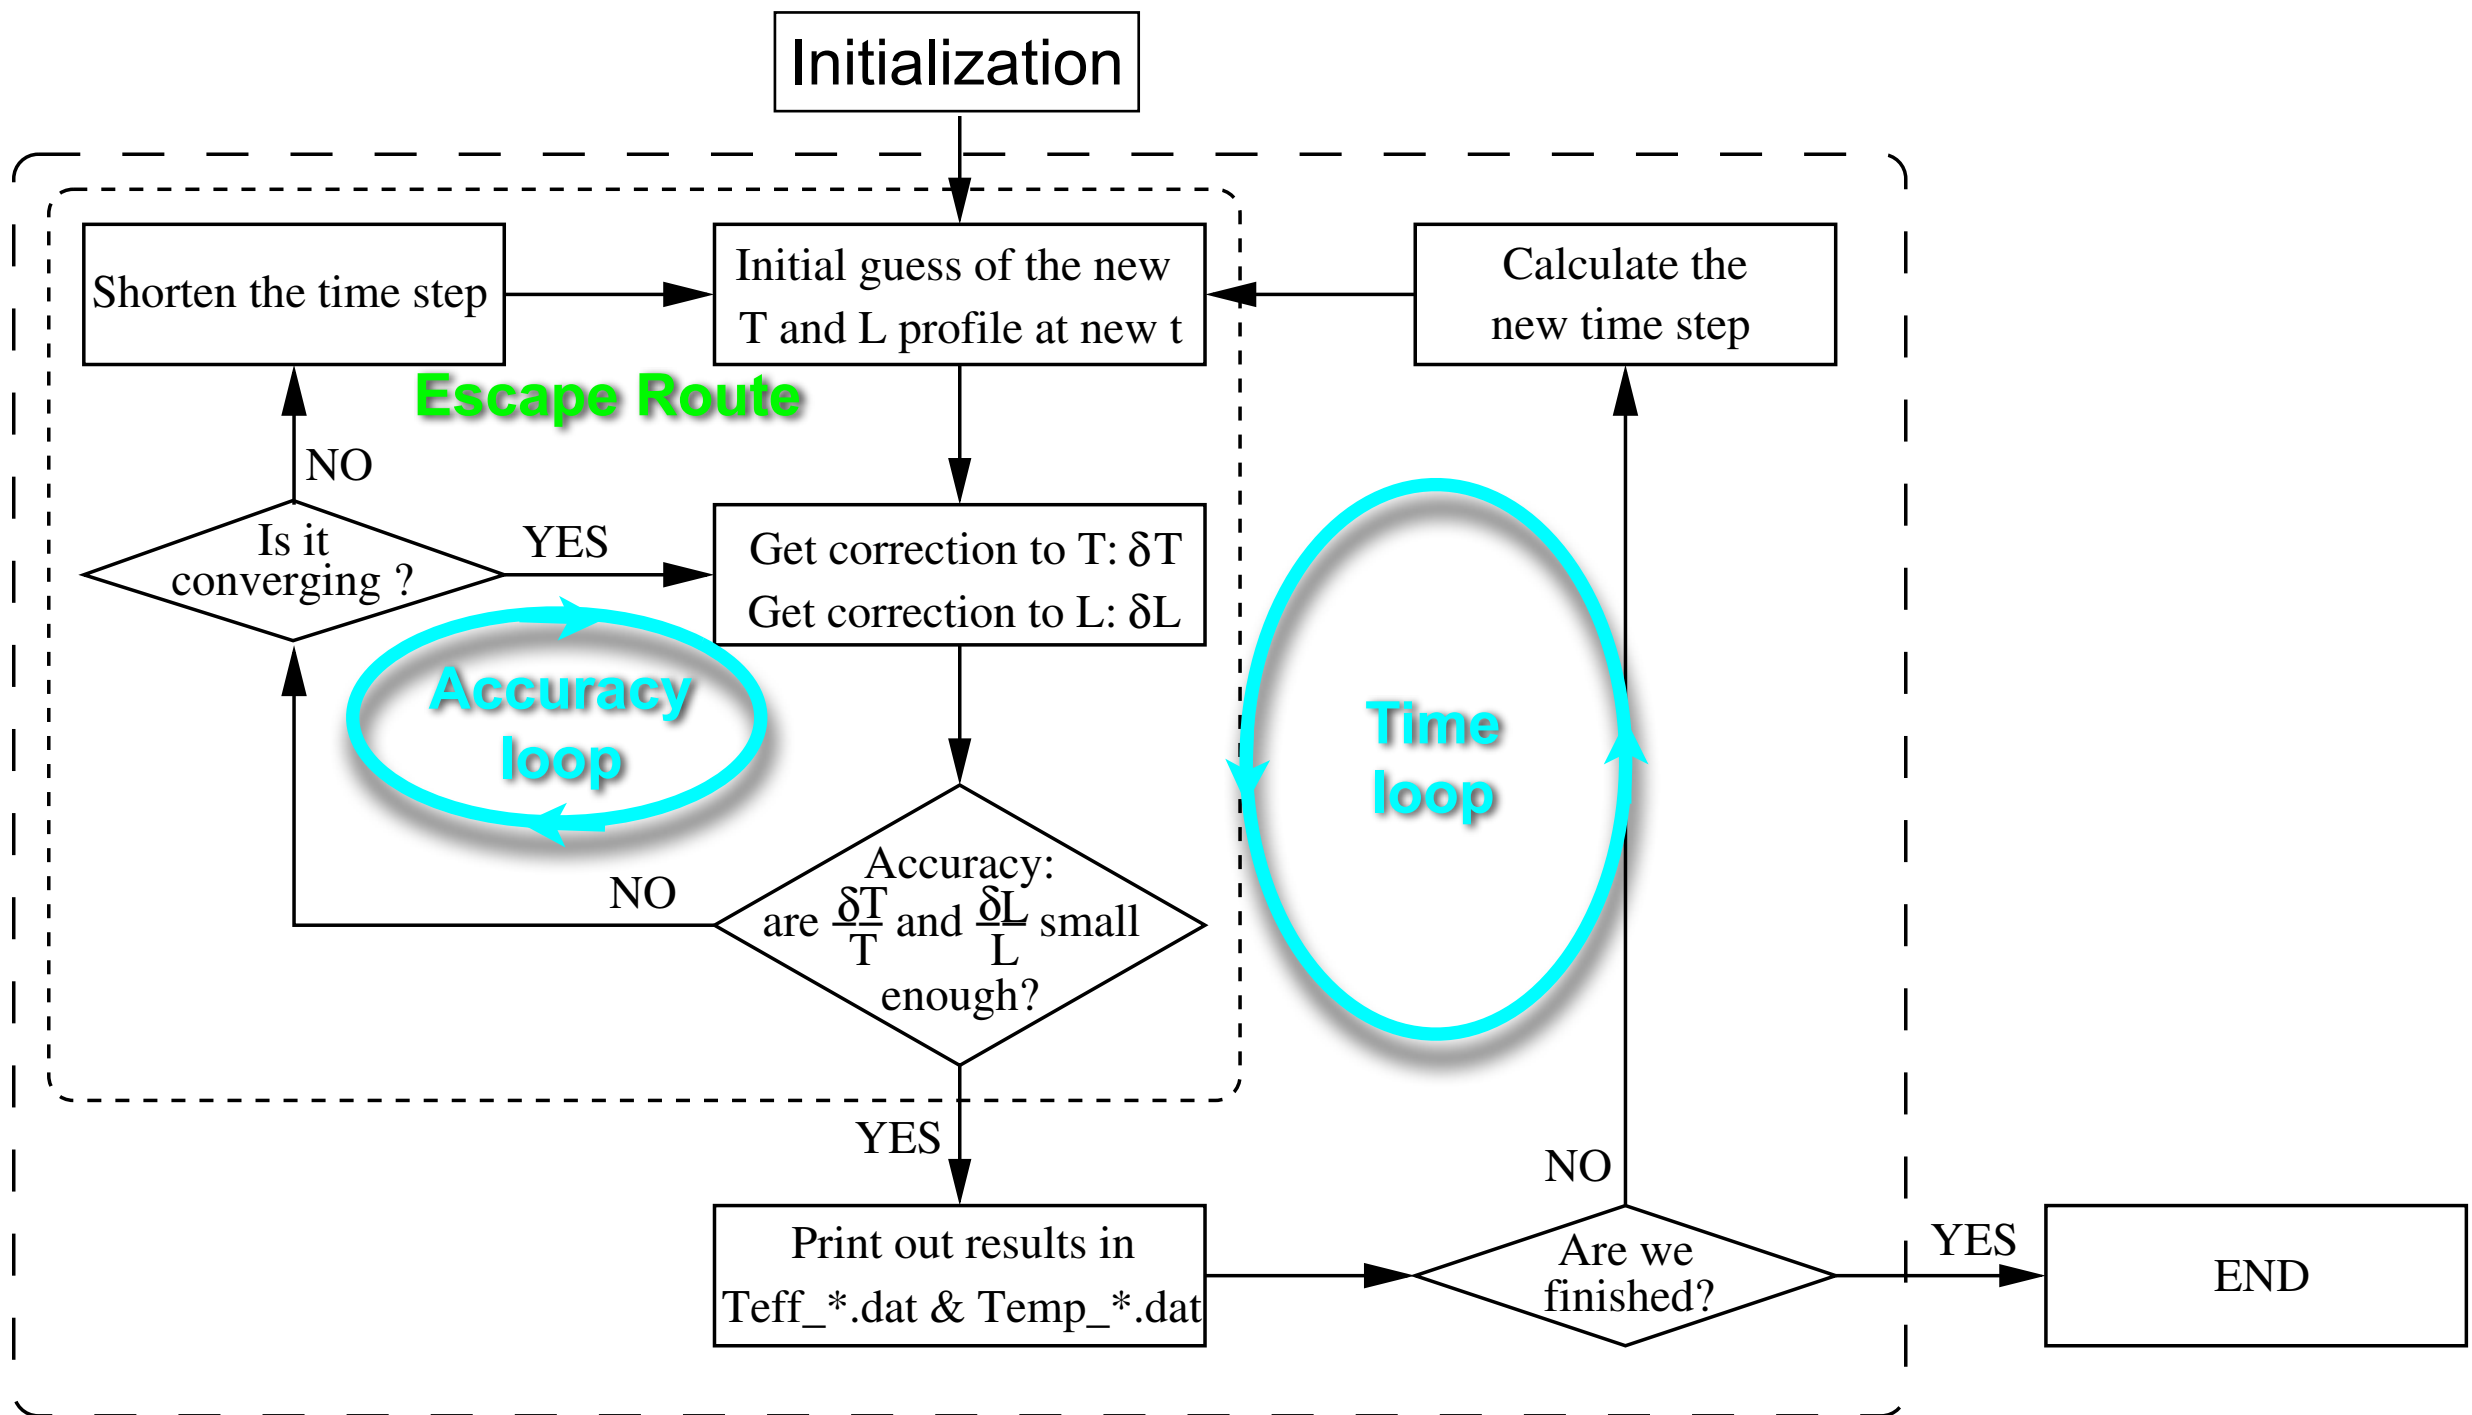 Initialization
Shorten the time step
Initial guess of the new
T and L profile at new t
Calculate the
new time step
Escape Route
NO
Is it
converging ?
YES
Get correction to T: δT
Get correction to L: δL
Accuracy
loop
Time
loop
Accuracy:
are δT/T and δL/L small
enough?
NO
YES
Print out results in
Teff_*.dat & Temp_*.dat
NO
Are we
finished?
YES
END